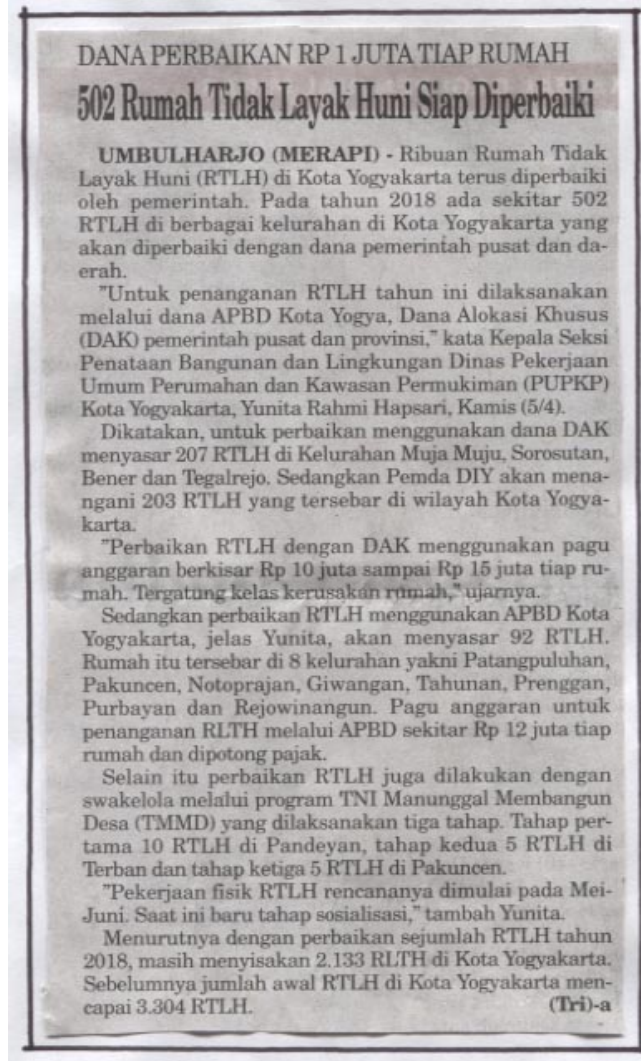 DANA PERBAIKAN RP 1 JUTA TIAP RUMAH
502 Rumah Tidak Layak Huni Siap Diperbaiki
UMBULHARJO (MERAPI) - Ribuan Rumah Tidak
Layak Huni (RTLH) di Kota Yogyakarta terus diperbaiki
oleh pemerintah. Pada tahun 2018 ada sekitar 502
RTLH di berbagai kelurahan di Kota Yogyakarta yang
akan diperbaiki dengan dana pemerintah pusat dan da-
erah.
"Untuk penanganan RTLH tahun ini dilaksanakan
melalui dana APBD Kota Yogya, Dana Alokasi Khusus
(DAK) pemerintah pusat dan provinsi," kata Kepala Seksi
Penataan Bangunan dan Lingkungan Dinas Pekerjaan
Umum Perumahan dan Kawasan Permukiman (PUPKP)
Kota Yogyakarta, Yunita Rahmi Hapsari, Kamis (5/4).
Dikatakan, untuk perbaikan menggunakan dana DAK
menyasar 207 RTLH di Kelurahan Muja Muju, Sorosutan,
Bener dan Tegalrejo. Sedangkan Pemda DIY akan mena-
ngani 203 RTLH yang tersebar di wilayah Kota Yogya-
karta.
"Perbaikan RTLH dengan DAK menggunakan pagu
anggaran berkisar Rp 10 juta sampai Rp 15 juta tiap ru-
mah. Tergatung kelas kerusakan rumah," ujarnya.
Sedangkan perbaikan RTLH menggunakan APBD Kota
Yogyakarta, jelas Yunita, akan menyasar 92 RTLH.
Rumah itu tersebar di 8 kelurahan yakni Patangpuluhan,
Pakuncen, Notoprajan, Giwangan, Tahunan, Prenggan,
Purbayan dan Rejowinangun. Pagu anggaran untuk
penanganan RLTH melalui APBD sekitar Rp 12 juta tiap
rumah dan dipotong pajak.
Selain itu perbaikan RTLH juga dilakukan dengan
swakelola melalui program TNI Manunggal Membangun
Desa (TMMD) yang dilaksanakan tiga tahap. Tahap per-
tama 10 RTLH di Pandeyan, tahap kedua 5 RTLH di
Terban dan tahap ketiga 5 RTLH di Pakuncen.
"Pekerjaan fisik RTLH rencananya dimulai pada Mei-
Juni. Saat ini baru tahap sosialisasi," tambah Yunita.
Menurutnya dengan perbaikan sejumlah RTLH tahun
2018, masih menyisakan 2.133 RLTH di Kota Yogyakarta.
Sebelumnya jumlah awal RTLH di Kota Yogyakarta men-
capai 3.304 RTLH. (Tri)-a